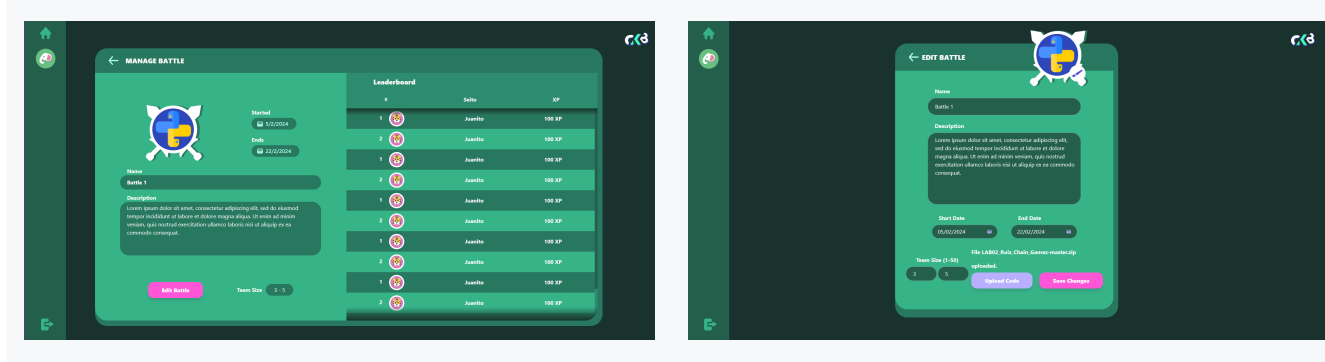 CKB
MANAGE BATTLE
Started
5/2/2024
Ends
22/2/2024
Name
Battle 1
Description
Lorem ipsum dolor sit amet, consectetur adipiscing elit, sed do eiusmod
tempor incididunt ut labore et dolore magna aliqua. Ut enim ad minim
veniam, quis nostrud exercitation ullamco laboris nisi ut aliquip ex ea
commodo consequat.
Edit Battle
Team Size 3 - 5
Leaderboard
# Seito XP
1 Juanito 100 XP
2 Juanito 100 XP
1 Juanito 100 XP
2 Juanito 100 XP
1 Juanito 100 XP
2 Juanito 100 XP
1 Juanito 100 XP
2 Juanito 100 XP
1 Juanito 100 XP
2 Juanito 100 XP
CKB
EDIT BATTLE
Name
Battle 1
Description
Lorem ipsum dolor sit amet, consectetur adipiscing elit,
sed do eiusmod tempor incididunt ut labore et dolore
magna aliqua. Ut enim ad minim veniam, quis nostrud
exercitation ullamco laboris nisi ut aliquip ex ea commodo
consequat.
Start Date End Date
05/02/2024 22/02/2024
Team Size (1-50)
3 5
File LAB02_Ruiz_Chain_Games-master.zip
uploaded.
Upload Code
Save Changes